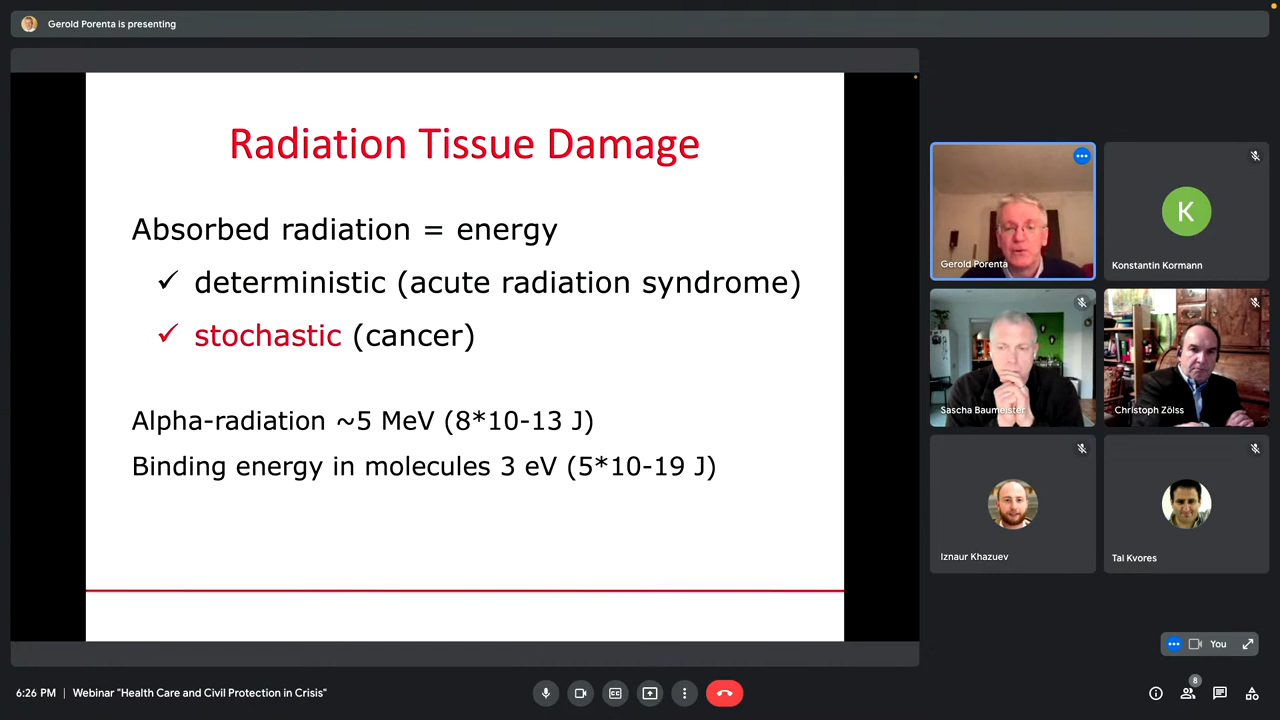 Gerold Porenta is presenting
Radiation Tissue Damage
Absorbed radiation = energy
✓ deterministic (acute radiation syndrome)
✓ stochastic (cancer)
Alpha-radiation ~5 MeV (8*10-13 J)
Binding energy in molecules 3 eV (5*10-19 J)
Gerold Porenta
K
Konstantin Kormann
Sascha Baumeister
Christoph Zölss
Iznaur Khazuev
Tal Kvores
You
6:26 PM | Webinar "Health Care and Civil Protection in Crisis"
8